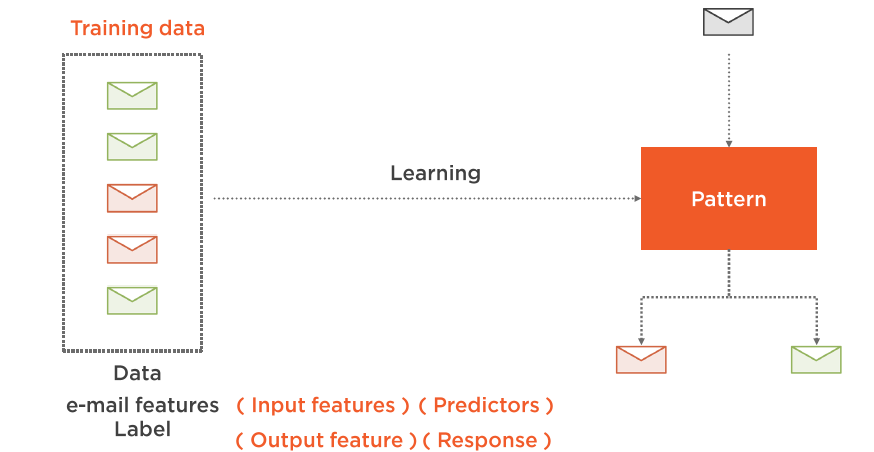 Training data
Learning
Pattern
Data
e-mail features ( Input features ) ( Predictors )
Label ( Output feature ) ( Response )